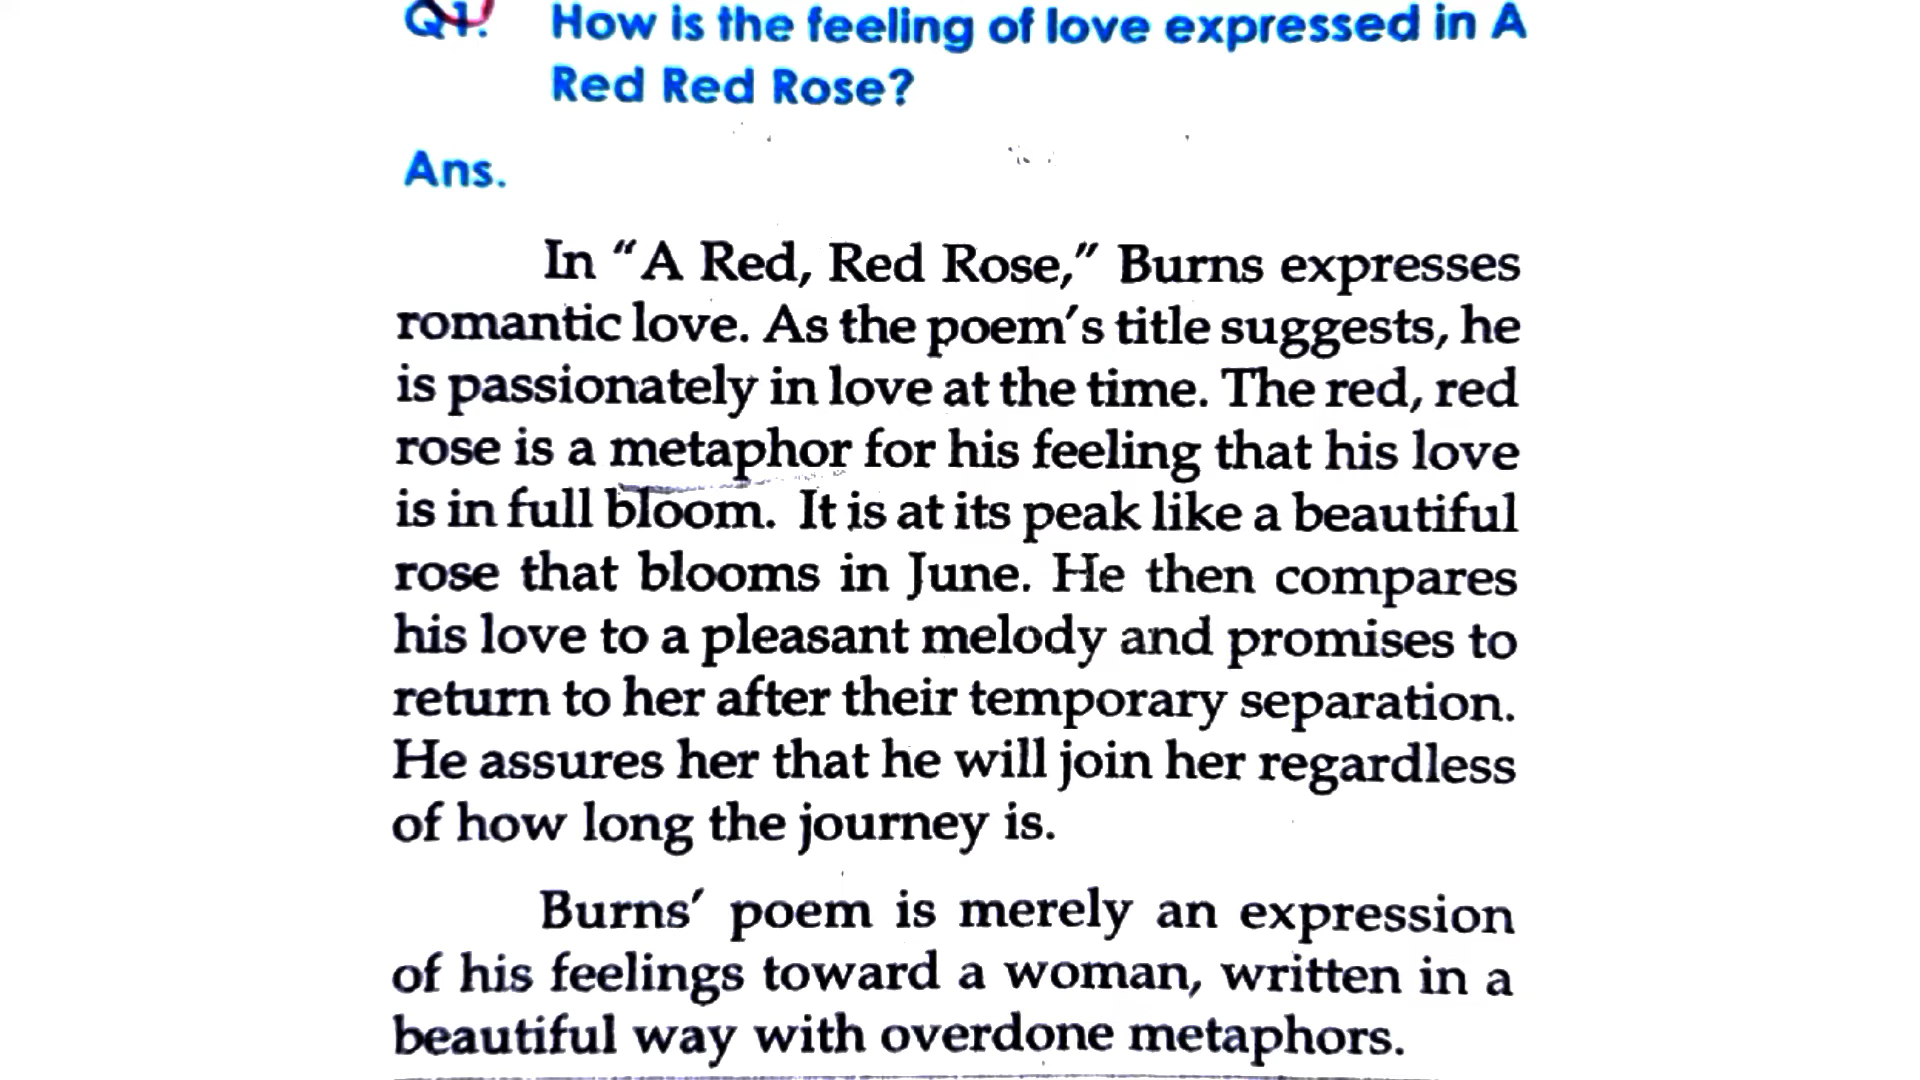 Q1. How is the feeling of love expressed in A
Red Red Rose?
Ans.
In “A Red, Red Rose,” Burns expresses
romantic love. As the poem’s title suggests, he
is passionately in love at the time. The red, red
rose is a metaphor for his feeling that his love
is in full bloom. It is at its peak like a beautiful
rose that blooms in June. He then compares
his love to a pleasant melody and promises to
return to her after their temporary separation.
He assures her that he will join her regardless
of how long the journey is.
Burns’ poem is merely an expression
of his feelings toward a woman, written in a
beautiful way with overdone metaphors.